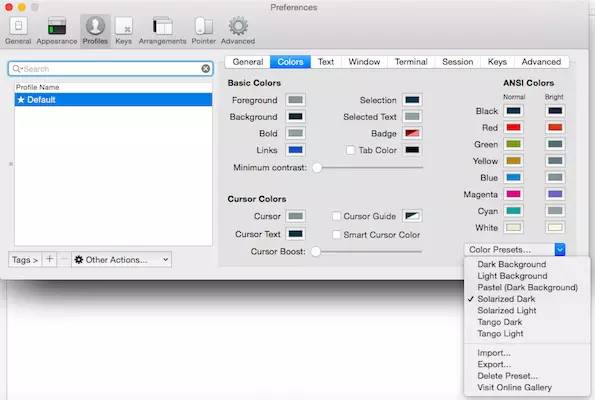 Preferences
General Appearance Profiles Keys Arrangements Pointer Advanced
Search
Profile Name
★ Default
Tags > + − Other Actions...
General Colors Text Window Terminal Session Keys Advanced
Basic Colors
Foreground Selection
Background Selected Text
Bold Badge
Links Tab Color
Minimum contrast:
Cursor Colors
Cursor Cursor Guide
Cursor Text Smart Cursor Color
Cursor Boost:
ANSI Colors
Normal Bright
Black
Red
Green
Yellow
Blue
Magenta
Cyan
White
Color Presets...
Dark Background
Light Background
Pastel (Dark Background)
✓ Solarized Dark
Solarized Light
Tango Dark
Tango Light
Import...
Export...
Delete Preset...
Visit Online Gallery